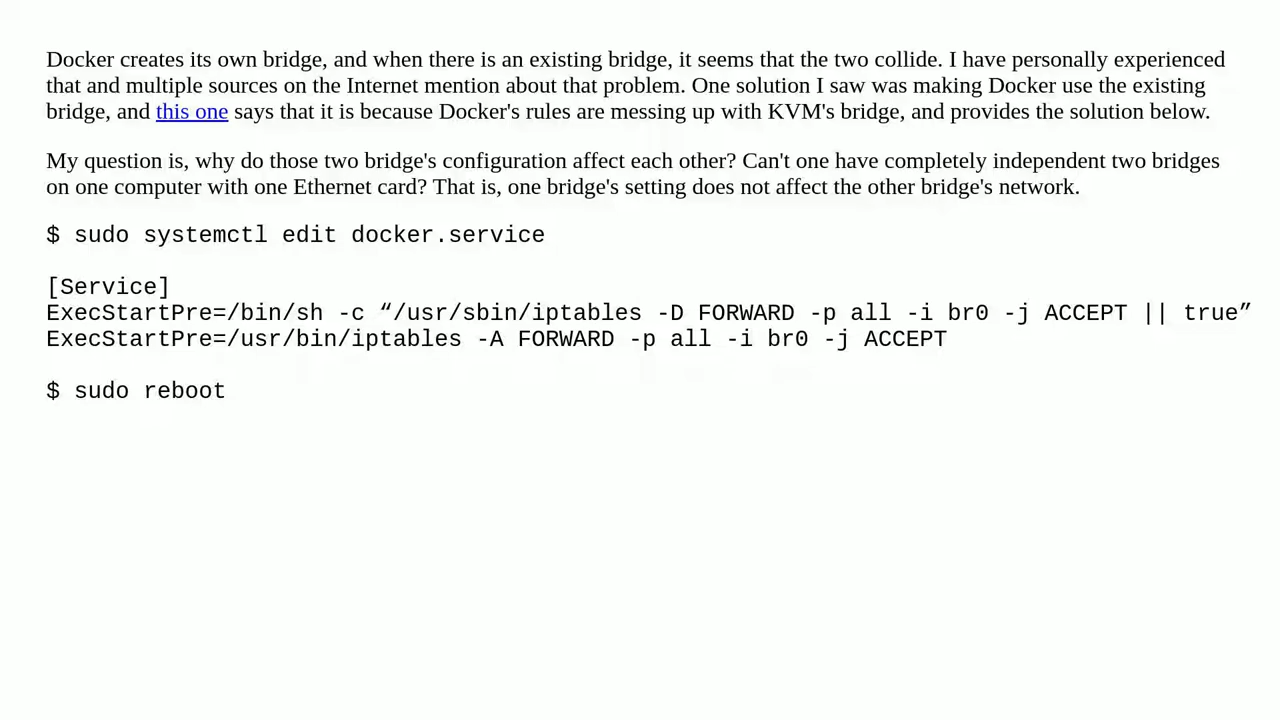 Docker creates its own bridge, and when there is an existing bridge, it seems that the two collide. I have personally experienced
that and multiple sources on the Internet mention about that problem. One solution I saw was making Docker use the existing
bridge, and this one says that it is because Docker's rules are messing up with KVM's bridge, and provides the solution below.
My question is, why do those two bridge's configuration affect each other? Can't one have completely independent two bridges
on one computer with one Ethernet card? That is, one bridge's setting does not affect the other bridge's network.
$ sudo systemctl edit docker.service
[Service]
ExecStartPre=/bin/sh -c “/usr/sbin/iptables -D FORWARD -p all -i br0 -j ACCEPT || true”
ExecStartPre=/usr/bin/iptables -A FORWARD -p all -i br0 -j ACCEPT
$ sudo reboot